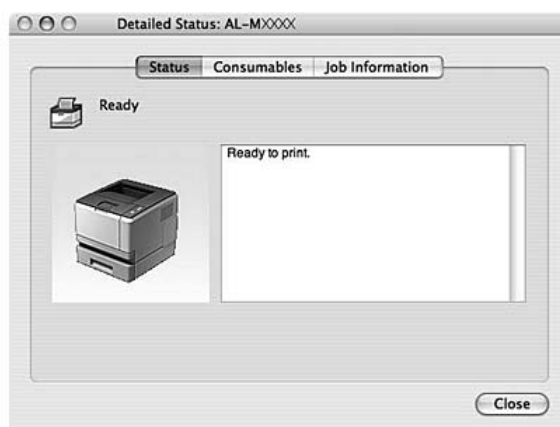 Detailed Status: AL-MXXXX
Status Consumables Job Information
Ready
Ready to print.
Close